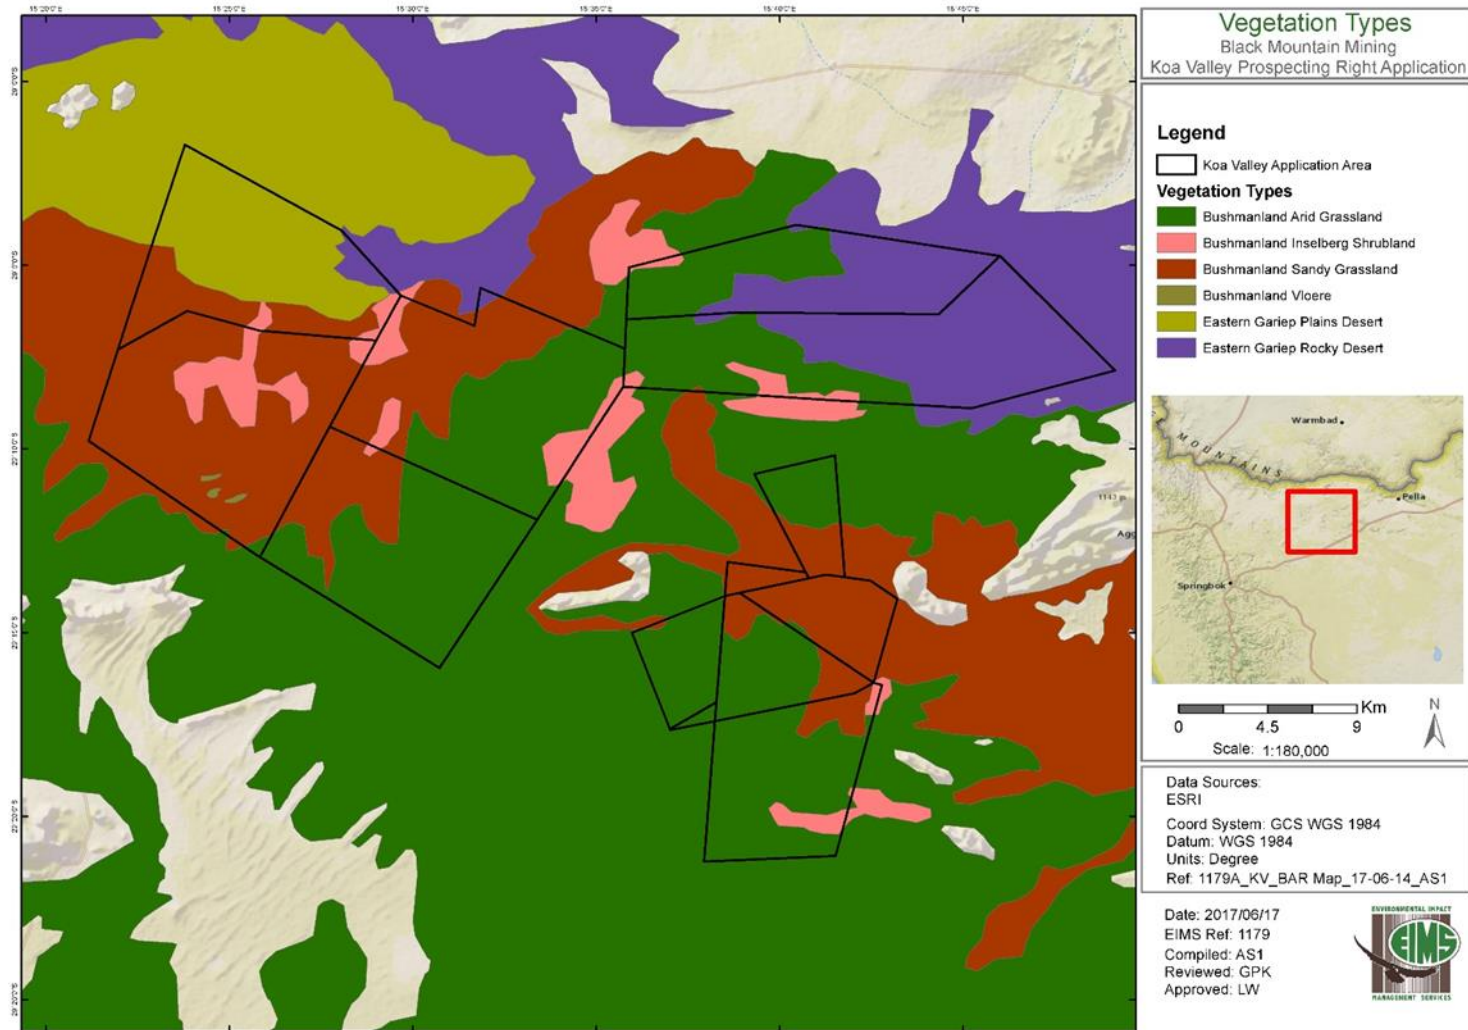 Vegetation Types
Black Mountain Mining
Koa Valley Prospecting Right Application
Legend
Koa Valley Application Area
Vegetation Types
Bushmanland Arid Grassland
Bushmanland Inselberg Shrubland
Bushmanland Sandy Grassland
Bushmanland Vloere
Eastern Gariep Plains Desert
Eastern Gariep Rocky Desert
Warmbad
MOUNTAINS
Pella
Springbok
N
Km
0 4.5 9
Scale: 1:180,000
Data Sources:
ESRI
Coord System: GCS WGS 1984
Datum: WGS 1984
Units: Degree
Ref: 1179A_KV_BAR Map_17-06-14_AS1
Date: 2017/06/17
EIMS Ref: 1179
Compiled: AS1
Reviewed: GPK
Approved: LW
ENVIRONMENTAL IMPACT
EIMS
MANAGEMENT SERVICES